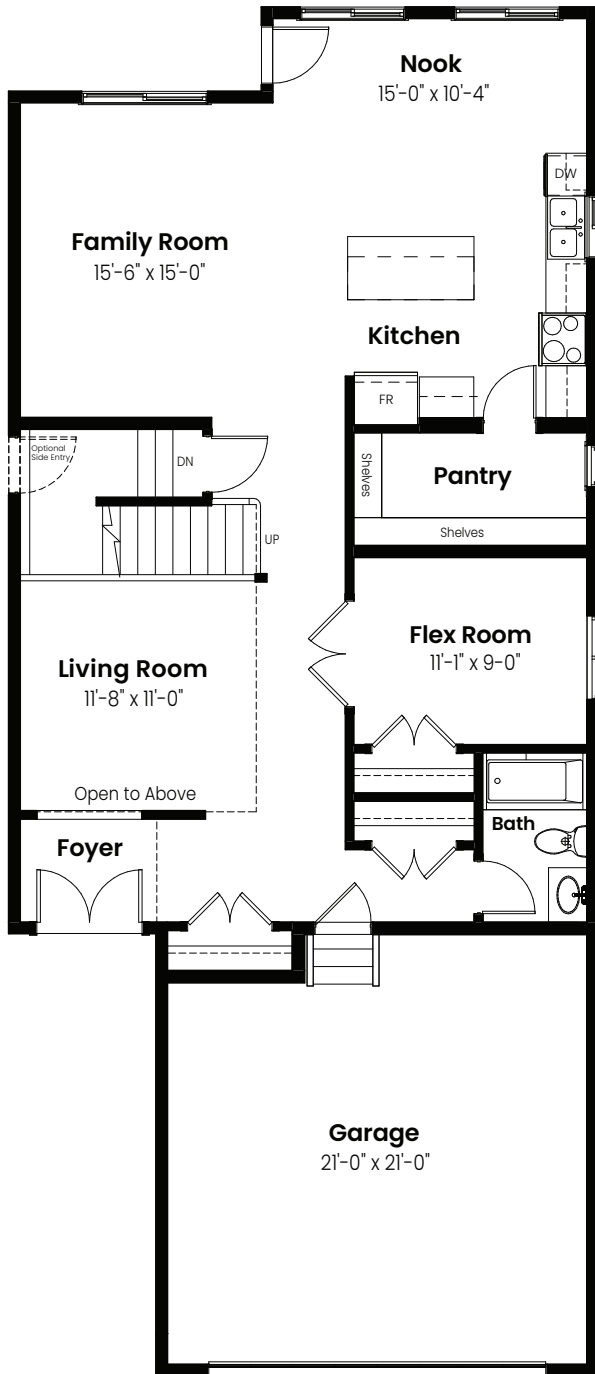 Nook
15'-0" x 10'-4"
DW
Family Room
15'-6" x 15'-0"
Kitchen
FR
Optional
Side Entry
DN
Shelves
Pantry
Shelves
UP
Flex Room
11'-1" x 9-0"
Living Room
11'-8" x 11'-0"
Open to Above
Bath
Foyer
Garage
21'-0" x 21'-0"